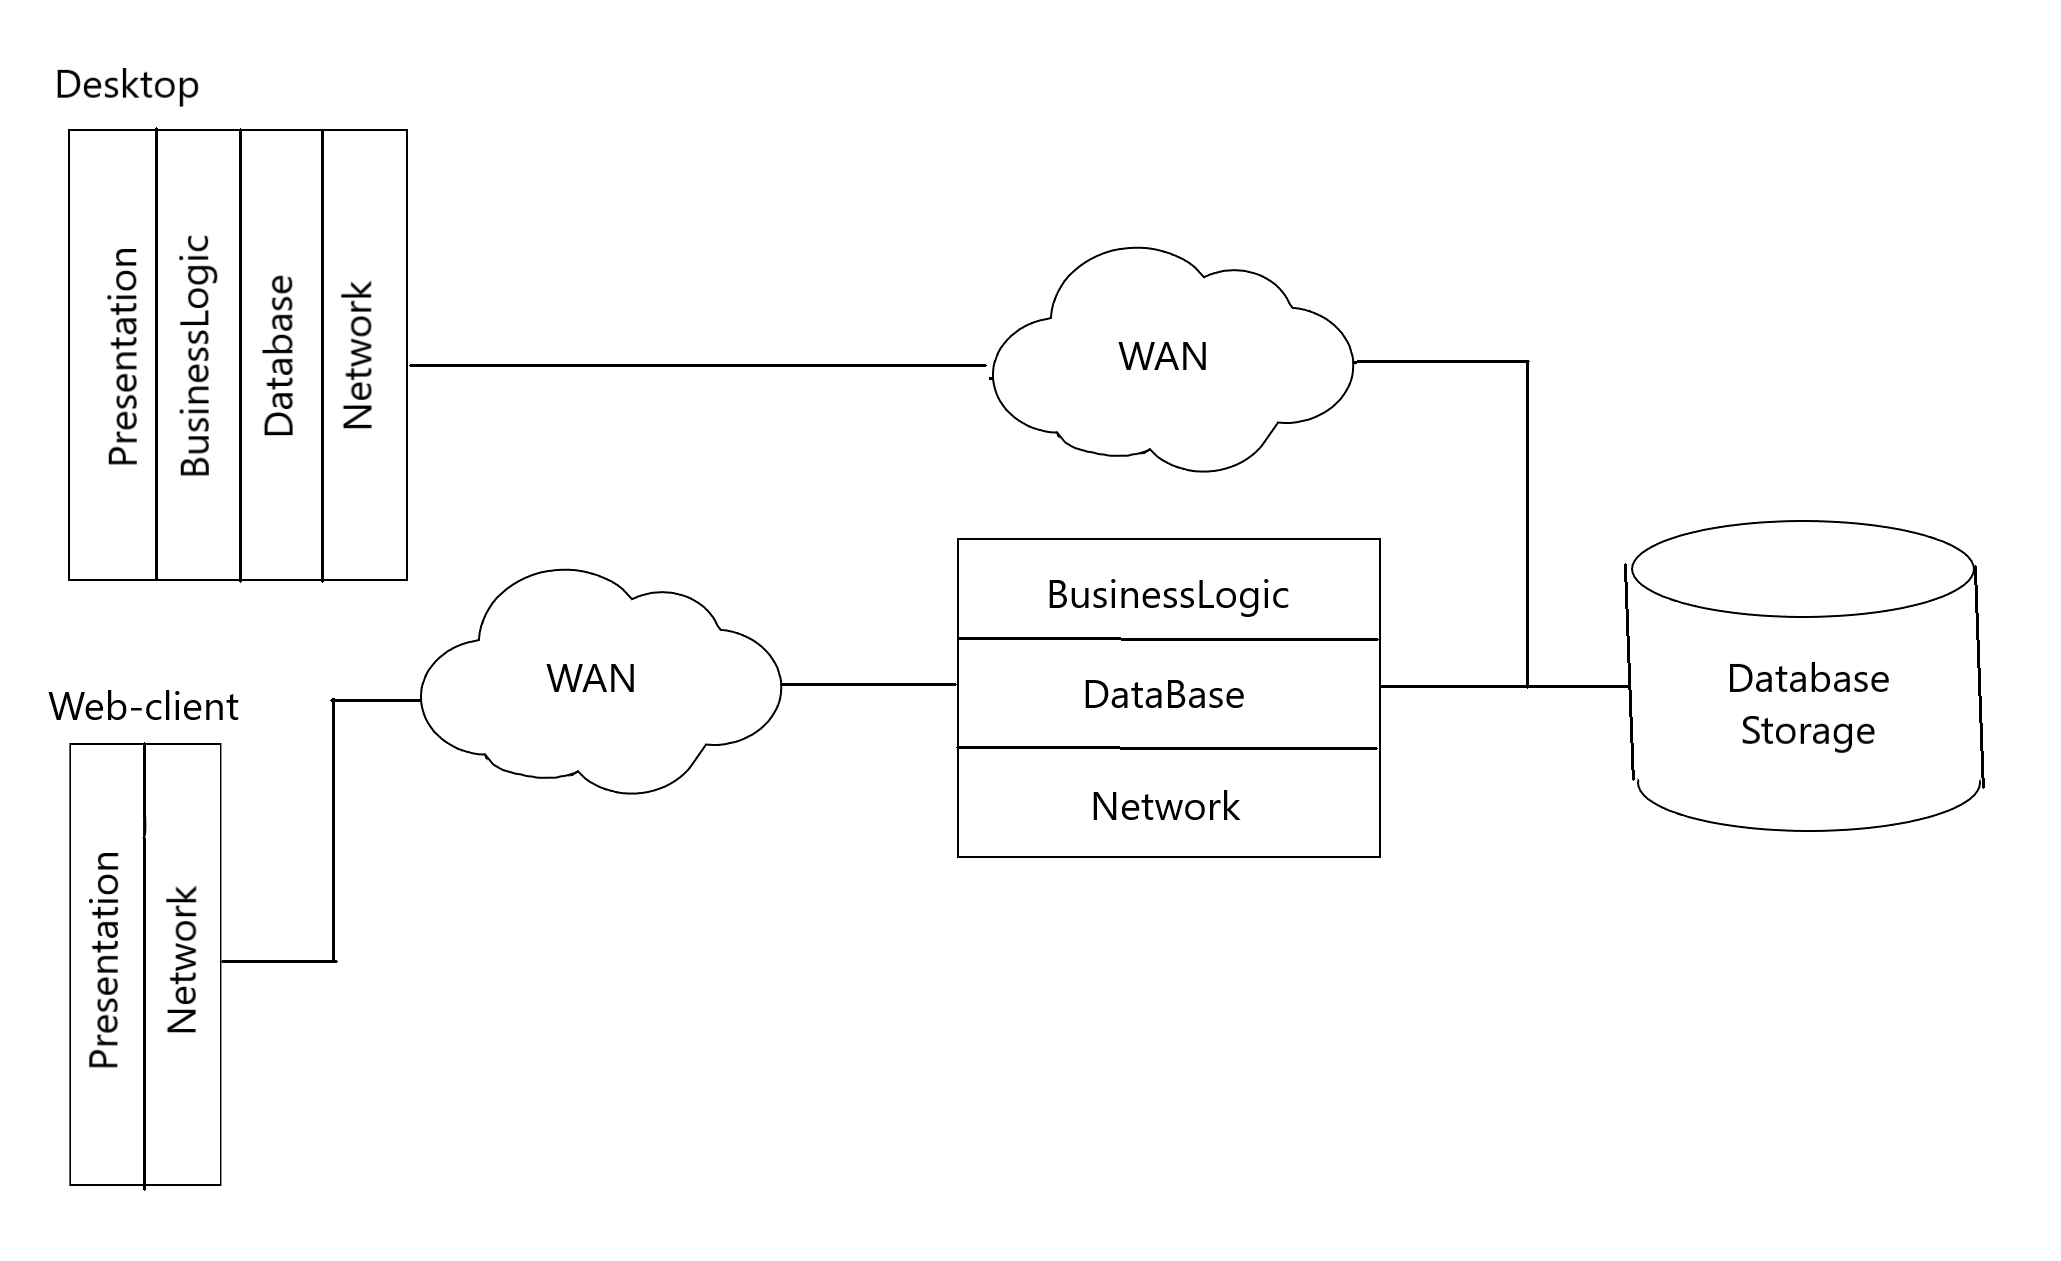 Desktop
Presentation
BusinessLogic
Database
Network
WAN
WAN
BusinessLogic
DataBase
Network
Database
Storage
Web-client
Presentation
Network